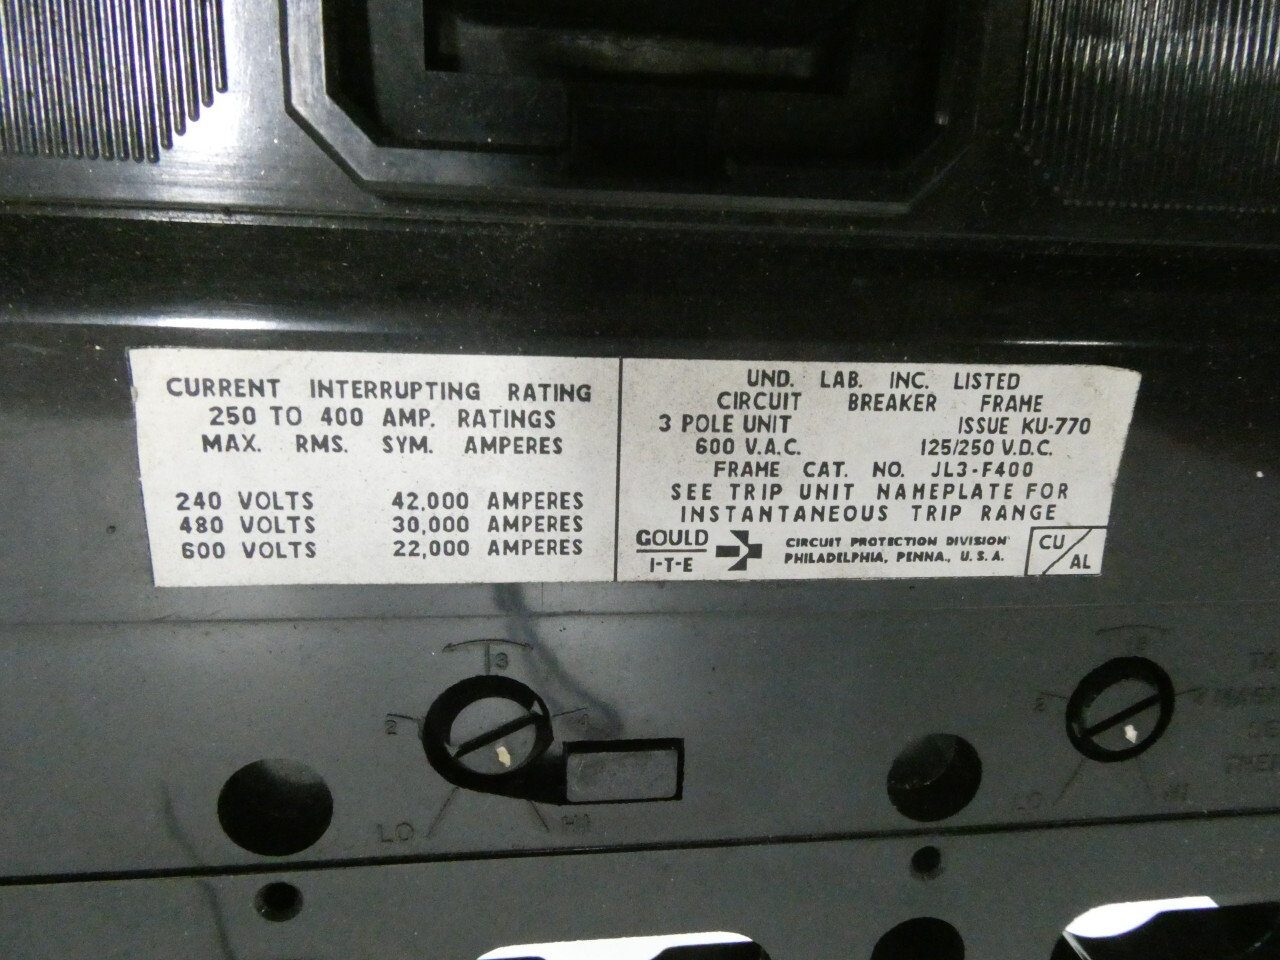 CURRENT INTERRUPTING RATING
250 TO 400 AMP. RATINGS
MAX. RMS. SYM. AMPERES
240 VOLTS 42,000 AMPERES
480 VOLTS 30,000 AMPERES
600 VOLTS 22,000 AMPERES
UND. LAB. INC. LISTED
CIRCUIT BREAKER FRAME
3 POLE UNIT ISSUE KU-770
600 V.A.C. 125/250 V.D.C.
FRAME CAT. NO. JL3-F400
SEE TRIP UNIT NAMEPLATE FOR
INSTANTANEOUS TRIP RANGE
GOULD
I-T-E
CIRCUIT PROTECTION DIVISION
PHILADELPHIA, PENNA., U.S.A.
CU/AL
3
2 4
LO HI
3
2
LO HI